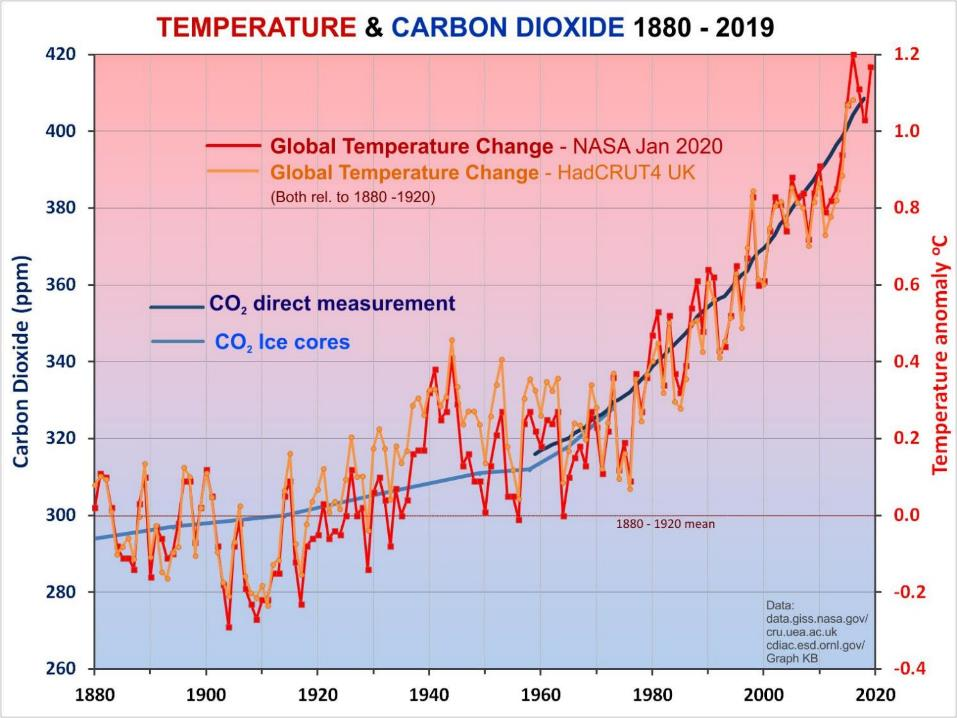 TEMPERATURE & CARBON DIOXIDE 1880 - 2019
420
400
380
360
340
320
300
280
260
Carbon Dioxide (ppm)
1.2
1.0
0.8
0.6
0.4
0.2
0.0
-0.2
-0.4
Temperature anomaly ºC
Global Temperature Change - NASA Jan 2020
Global Temperature Change - HadCRUT4 UK
(Both rel. to 1880 -1920)
CO₂ direct measurement
CO₂ Ice cores
1880 - 1920 mean
Data:
data.giss.nasa.gov/
cru.uea.ac.uk
cdiac.esd.ornl.gov/
Graph KB
1880
1900
1920
1940
1960
1980
2000
2020